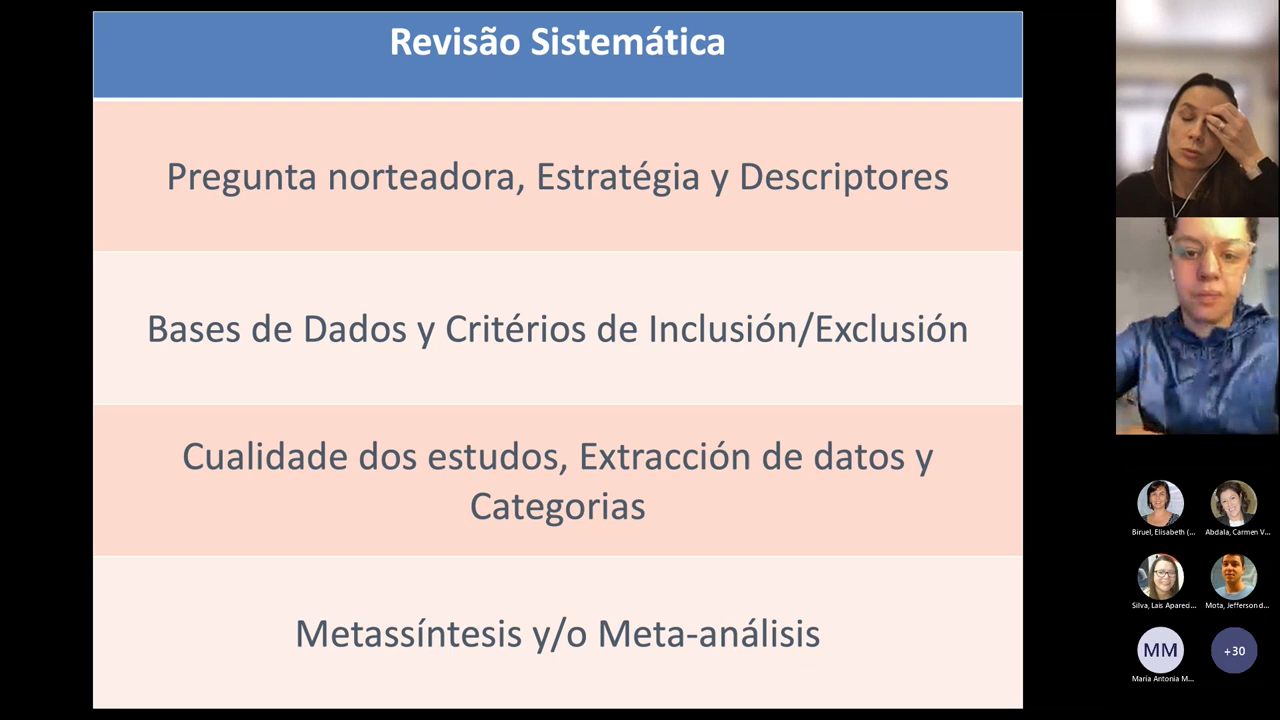 Revisão Sistemática
Pregunta norteadora, Estratégia y Descriptores
Bases de Dados y Critérios de Inclusión/Exclusión
Cualidade dos estudos, Extracción de datos y
Categorias
Metassíntesis y/o Meta-análisis
Biruel, Elisabeth (...
Abdala, Carmen V...
Silva, Lais Apared...
Mota, Jefferson d...
MM
+30
María Antonia M...